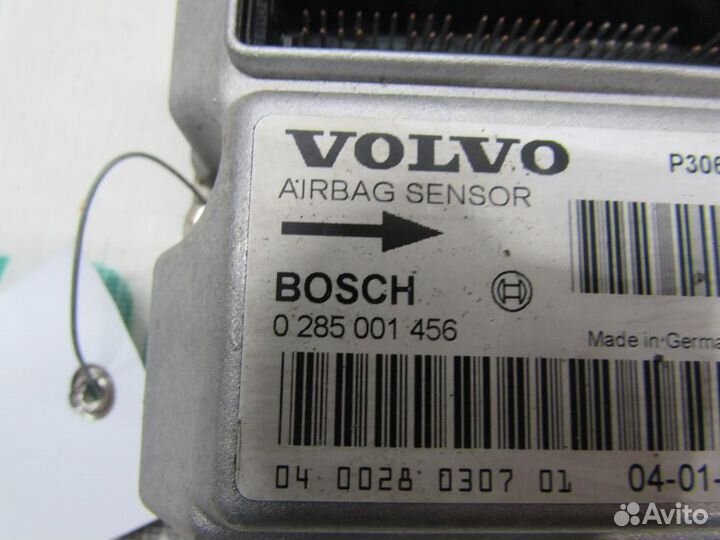 VOLVO
P306
AIRBAG SENSOR
BOSCH
0 285 001 456
Made in Germa
04 0028 0307 01
04-01-
Avito